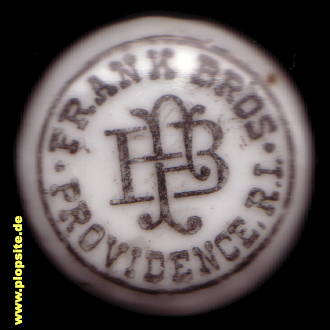 FRANK BROS.
FB
PROVIDENCE, R.I.
www.plopsite.de